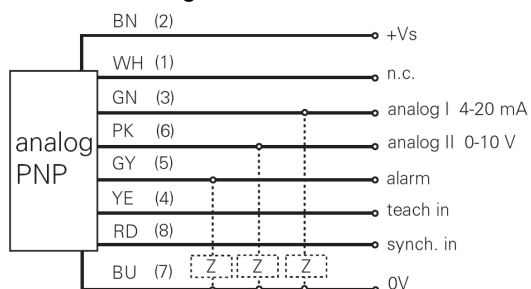 BN (2) +Vs
WH (1) n.c.
GN (3) analog I 4-20 mA
PK (6) analog II 0-10 V
analog
PNP
GY (5) alarm
YE (4) teach in
RD (8) synch. in
Z Z Z
BU (7) 0V